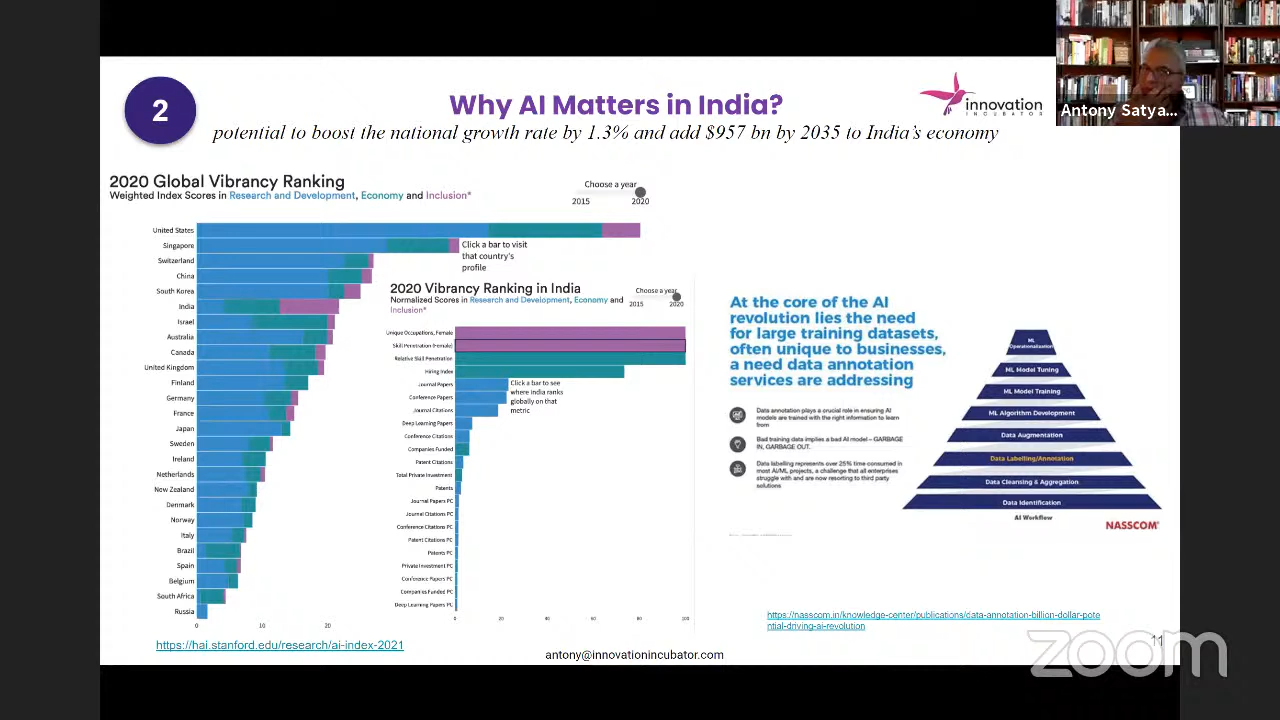 2
Why AI Matters in India?
potential to boost the national growth rate by 1.3% and add $957 bn by 2035 to India's economy
innovation
INCUBATOR
Antony Satya...
2020 Global Vibrancy Ranking
Weighted Index Scores in Research and Development, Economy and Inclusion*
Choose a year
2015
2020
United States
Singapore
Switzerland
China
South Korea
India
Israel
Australia
Canada
United Kingdom
Finland
Germany
France
Japan
Sweden
Ireland
Netherlands
New Zealand
Denmark
Norway
Italy
Brazil
Spain
Belgium
South Africa
Russia
0
10
20
Click a bar to visit
that country's
profile
2020 Vibrancy Ranking in India
Normalized Scores in Research and Development, Economy and
Inclusion*
Choose a year
2015
2020
Unique Occupations, Female
Skill Penetration (Female)
Relative Skill Penetration
Hiring Index
Journal Papers
Conference Papers
Journal Citations
Deep Learning Papers
Conference Citations
Companies Funded
Patent Citations
Total Private Investment
Patents
Journal Papers PC
Journal Citations PC
Conference Citations PC
Patent Citations PC
Patents PC
Private Investment PC
Conference Papers PC
Companies Funded PC
Deep Learning Papers PC
Click a bar to see
where India ranks
globally on that
metric
0
20
40
60
80
100
At the core of the AI
revolution lies the need
for large training datasets,
often unique to businesses,
a need data annotation
services are addressing
Data annotation plays a crucial role in ensuring AI
models are trained with the right information to learn
from
Bad training data implies a bad AI model – GARBAGE
IN, GARBAGE OUT.
Data labelling represents over 25% time consumed in
most AI/ML projects, a challenge that all enterprises
struggle with and are now resorting to third party
solutions
ML
Operationalisation
ML Model Tuning
ML Model Training
ML Algorithm Development
Data Augmentation
Data Labelling/Annotation
Data Cleansing & Aggregation
Data Identification
AI Workflow
NASSCOM®
https://nasscom.in/knowledge-center/publications/data-annotation-billion-dollar-pote
ntial-driving-ai-revolution
https://hai.stanford.edu/research/ai-index-2021
antony@innovationincubator.com
11
zoom